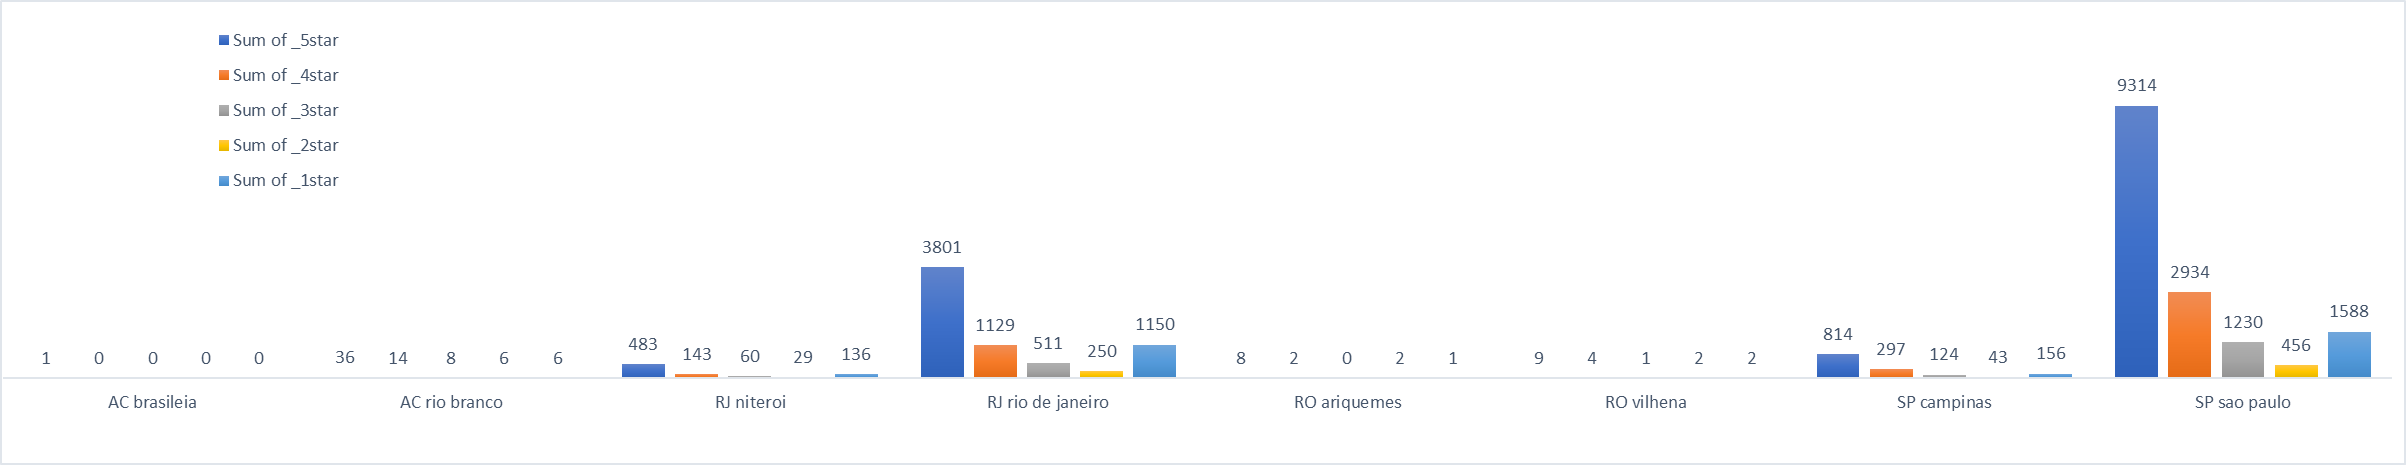 Sum of _5star
Sum of _4star
Sum of _3star
Sum of _2star
Sum of _1star
1 0 0 0 0
36 14 8 6 6
483 143 60 29 136
3801 1129 511 250 1150
8 2 0 2 1
9 4 1 2 2
814 297 124 43 156
9314 2934 1230 456 1588
AC brasileia AC rio branco RJ niteroi RJ rio de janeiro RO ariquemes RO vilhena SP campinas SP sao paulo